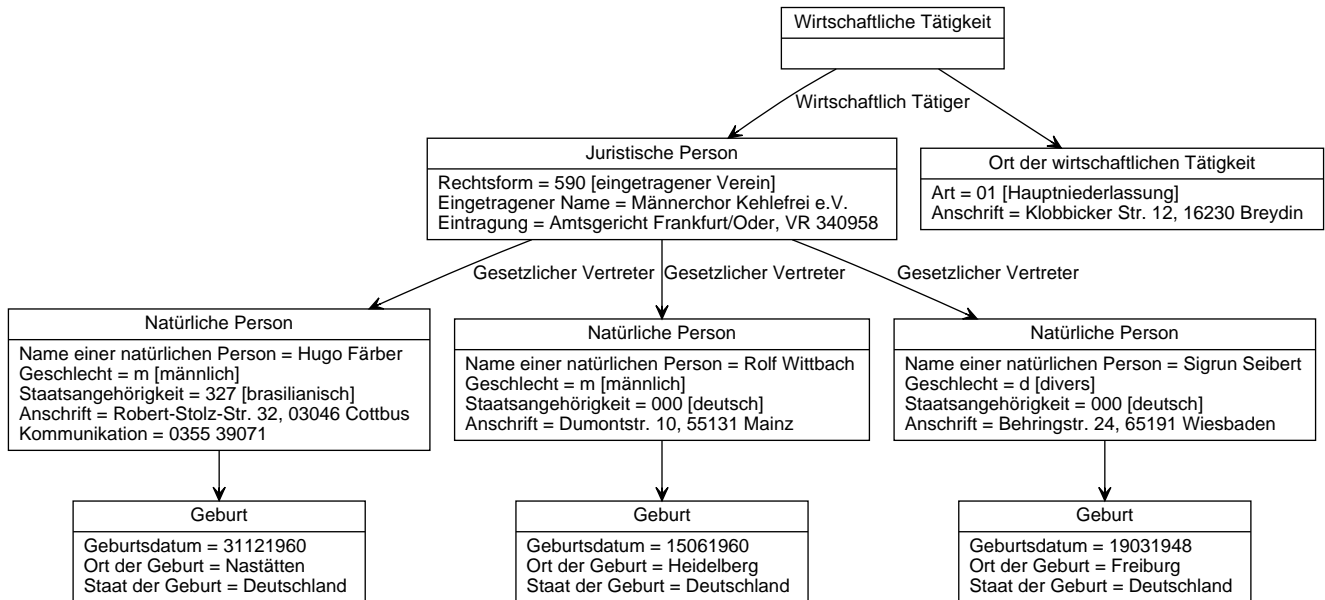 Wirtschaftliche Tätigkeit
Wirtschaftlich Tätiger
Juristische Person
Rechtsform = 590 [eingetragener Verein]
Eingetragener Name = Männerchor Kehlefrei e.V.
Eintragung = Amtsgericht Frankfurt/Oder, VR 340958
Ort der wirtschaftlichen Tätigkeit
Art = 01 [Hauptniederlassung]
Anschrift = Klobbicker Str. 12, 16230 Breydin
Gesetzlicher Vertreter
Gesetzlicher Vertreter
Gesetzlicher Vertreter
Natürliche Person
Name einer natürlichen Person = Hugo Färber
Geschlecht = m [männlich]
Staatsangehörigkeit = 327 [brasilianisch]
Anschrift = Robert-Stolz-Str. 32, 03046 Cottbus
Kommunikation = 0355 39071
Natürliche Person
Name einer natürlichen Person = Rolf Wittbach
Geschlecht = m [männlich]
Staatsangehörigkeit = 000 [deutsch]
Anschrift = Dumontstr. 10, 55131 Mainz
Natürliche Person
Name einer natürlichen Person = Sigrun Seibert
Geschlecht = d [divers]
Staatsangehörigkeit = 000 [deutsch]
Anschrift = Behringstr. 24, 65191 Wiesbaden
Geburt
Geburtsdatum = 31121960
Ort der Geburt = Nastätten
Staat der Geburt = Deutschland
Geburt
Geburtsdatum = 15061960
Ort der Geburt = Heidelberg
Staat der Geburt = Deutschland
Geburt
Geburtsdatum = 19031948
Ort der Geburt = Freiburg
Staat der Geburt = Deutschland